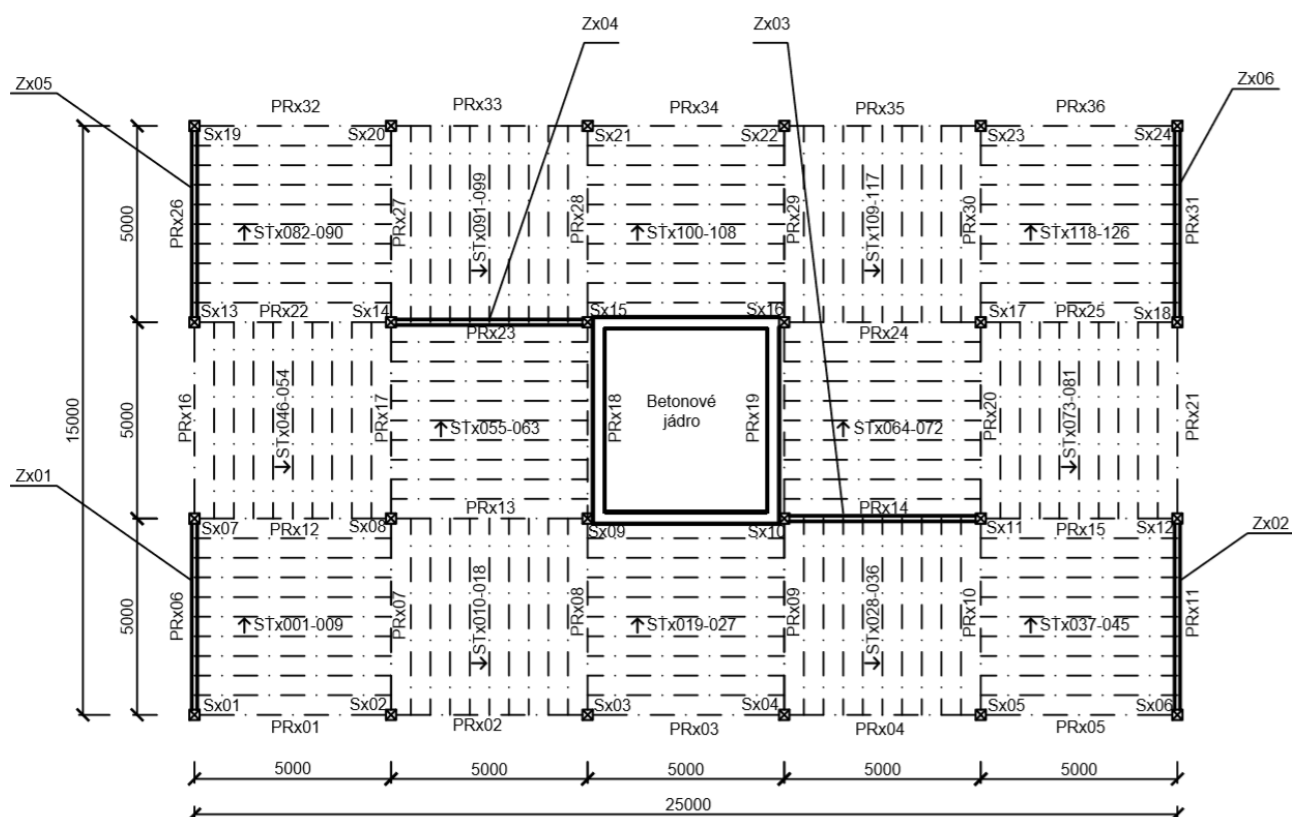 Zx04
Zx03
Zx05
Zx06
PRx32
PRx33
PRx34
PRx35
PRx36
Sx19
Sx20
Sx21
Sx22
Sx23
Sx24
5000
PRx26
STx082-090
PRx27
STx091-099
PRx28
STx100-108
PRx29
STx109-117
PRx30
STx118-126
PRx31
Sx13
PRx22
Sx14
PRx23
Sx15
Sx16
PRx24
Sx17
PRx25
Sx18
15000
5000
PRx16
STx046-054
PRx17
STx055-063
PRx18
Betonové
jádro
PRx19
STx064-072
PRx20
STx073-081
PRx21
Zx01
Zx02
Sx07
PRx12
Sx08
PRx13
Sx09
Sx10
PRx14
Sx11
PRx15
Sx12
5000
PRx06
STx001-009
PRx07
STx010-018
PRx08
STx019-027
PRx09
STx028-036
PRx10
STx037-045
PRx11
Sx01
Sx02
Sx03
Sx04
Sx05
Sx06
PRx01
PRx02
PRx03
PRx04
PRx05
5000
5000
5000
5000
5000
25000